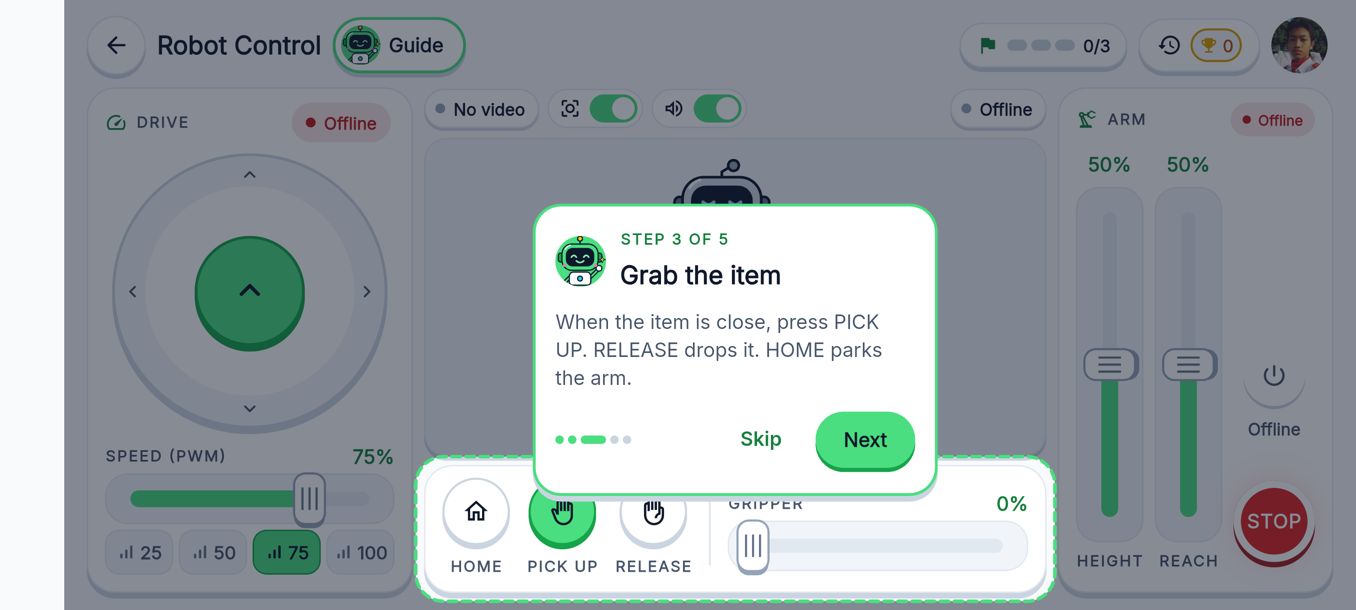 Robot Control
Guide
0/3
0
DRIVE
Offline
No video
Offline
ARM
Offline
50%
50%
STEP 3 OF 5
Grab the item
When the item is close, press PICK
UP. RELEASE drops it. HOME parks
the arm.
Skip
Next
SPEED (PWM)
75%
25
50
75
100
HOME
PICK UP
RELEASE
GRIPPER
0%
HEIGHT
REACH
Offline
STOP